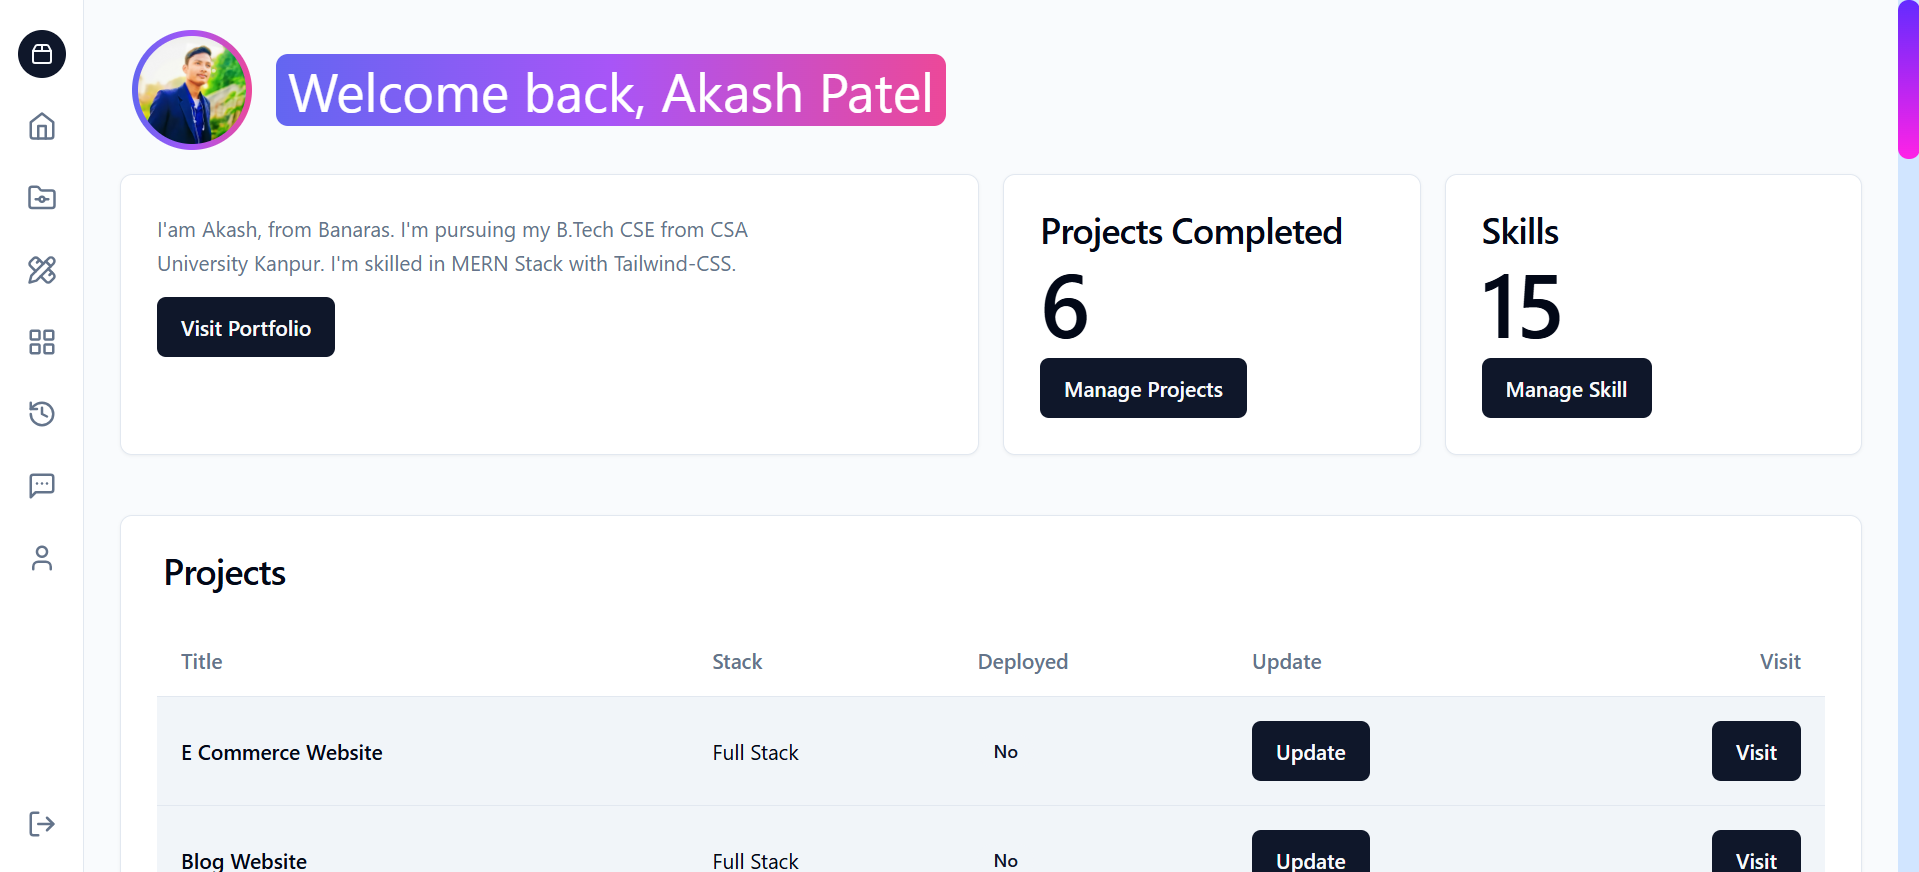 Welcome back, Akash Patel
I'am Akash, from Banaras. I'm pursuing my B.Tech CSE from CSA
University Kanpur. I'm skilled in MERN Stack with Tailwind-CSS.
Visit Portfolio
Projects Completed
6
Manage Projects
Skills
15
Manage Skill
Projects
Title Stack Deployed Update Visit
E Commerce Website Full Stack No Update Visit
Blog Website Full Stack No Update Visit